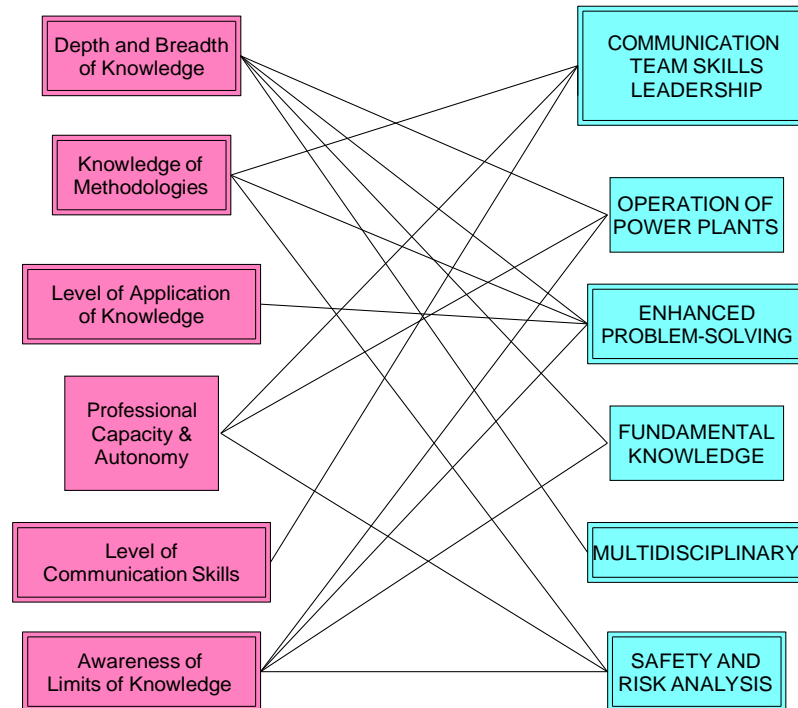 Depth and Breadth
of Knowledge
Knowledge of
Methodologies
Level of Application
of Knowledge
Professional
Capacity &
Autonomy
Level of
Communication Skills
Awareness of
Limits of Knowledge
COMMUNICATION
TEAM SKILLS
LEADERSHIP
OPERATION OF
POWER PLANTS
ENHANCED
PROBLEM-SOLVING
FUNDAMENTAL
KNOWLEDGE
MULTIDISCIPLINARY
SAFETY AND
RISK ANALYSIS